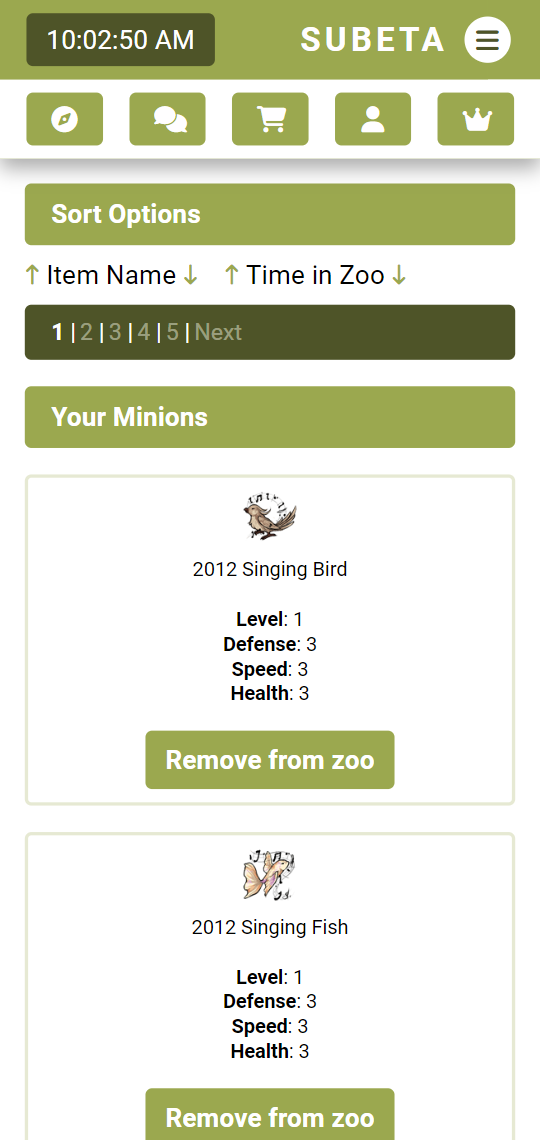 10:02:50 AM
SUBETA
Sort Options
↑ Item Name ↓ ↑ Time in Zoo ↓
1 | 2 | 3 | 4 | 5 | Next
Your Minions
2012 Singing Bird
Level: 1
Defense: 3
Speed: 3
Health: 3
Remove from zoo
2012 Singing Fish
Level: 1
Defense: 3
Speed: 3
Health: 3
Remove from zoo